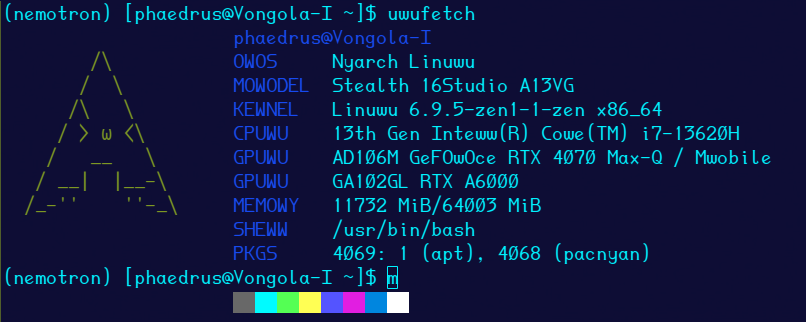 (nemotron) [phaedrus@Vongola-I ~]$ uwufetch
phaedrus@Vongola-I
/\ OWOS Nyarch Linuwu
/  \ MOWODEL Stealth 16Studio A13VG
/\   \ KEWNEL Linuwu 6.9.5-zen1-1-zen x86_64
/ > ω <\ CPUWU 13th Gen Inteww(R) Cowe(TM) i7-13620H
/   __   \ GPUWU AD106M GeFOwOce RTX 4070 Max-Q / Mwobile
/ __|  |__-\ GPUWU GA102GL RTX A6000
/_-''    ''-_\ MEMOWY 11732 MiB/64003 MiB
SHEWW /usr/bin/bash
PKGS 4069: 1 (apt), 4068 (pacnyan)
(nemotron) [phaedrus@Vongola-I ~]$ m